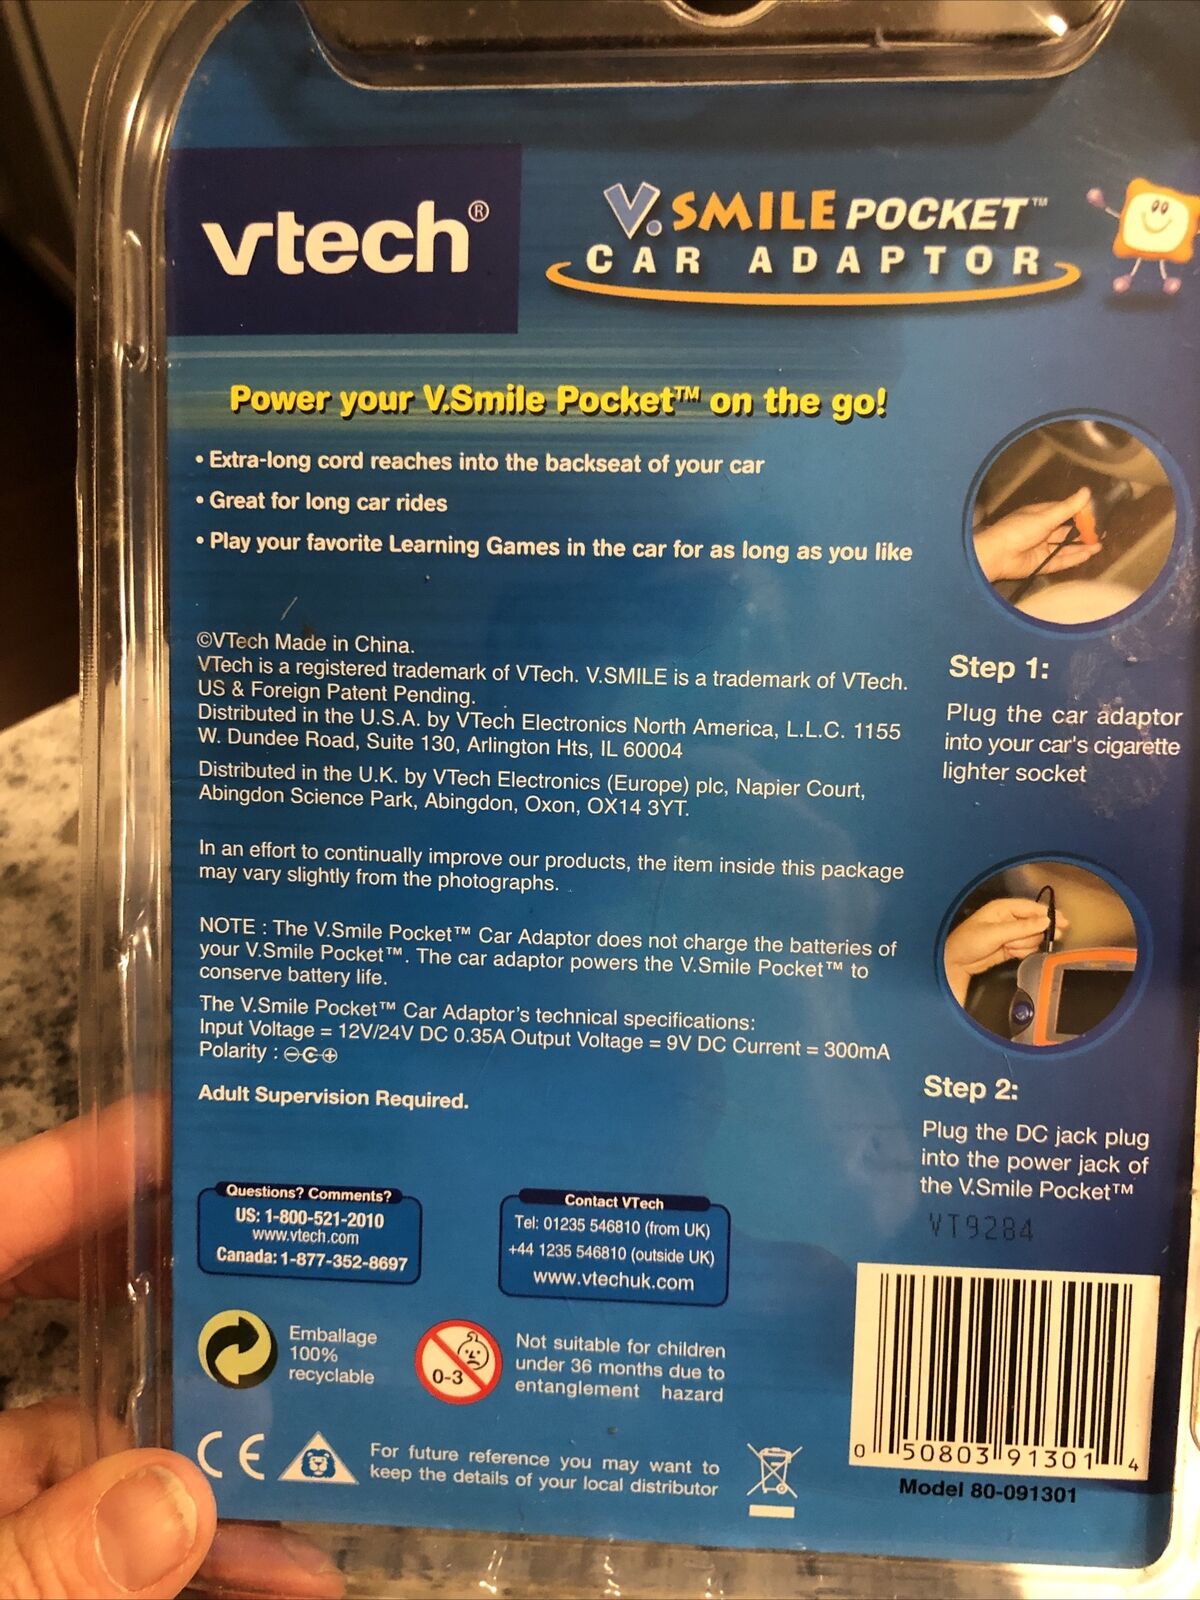 vtech®
V.SMILE POCKET™
CAR ADAPTOR
Power your V.Smile Pocket™ on the go!
• Extra-long cord reaches into the backseat of your car
• Great for long car rides
• Play your favorite Learning Games in the car for as long as you like
©VTech Made in China.
VTech is a registered trademark of VTech. V.SMILE is a trademark of VTech.
US & Foreign Patent Pending.
Distributed in the U.S.A. by VTech Electronics North America, L.L.C. 1155
W. Dundee Road, Suite 130, Arlington Hts, IL 60004
Distributed in the U.K. by VTech Electronics (Europe) plc, Napier Court,
Abingdon Science Park, Abingdon, Oxon, OX14 3YT.
In an effort to continually improve our products, the item inside this package
may vary slightly from the photographs.
NOTE : The V.Smile Pocket™ Car Adaptor does not charge the batteries of
your V.Smile Pocket™. The car adaptor powers the V.Smile Pocket™ to
conserve battery life.
The V.Smile Pocket™ Car Adaptor's technical specifications:
Input Voltage = 12V/24V DC 0.35A Output Voltage = 9V DC Current = 300mA
Polarity :
Adult Supervision Required.
Step 1:
Plug the car adaptor
into your car's cigarette
lighter socket
Step 2:
Plug the DC jack plug
into the power jack of
the V.Smile Pocket™
VT9284
Questions? Comments?
US: 1-800-521-2010
www.vtech.com
Canada: 1-877-352-8697
Contact VTech
Tel: 01235 546810 (from UK)
+44 1235 546810 (outside UK)
www.vtechuk.com
Emballage
100%
recyclable
0-3
Not suitable for children
under 36 months due to
entanglement hazard
CE
For future reference you may want to
keep the details of your local distributor
0 50803 91301 4
Model 80-091301